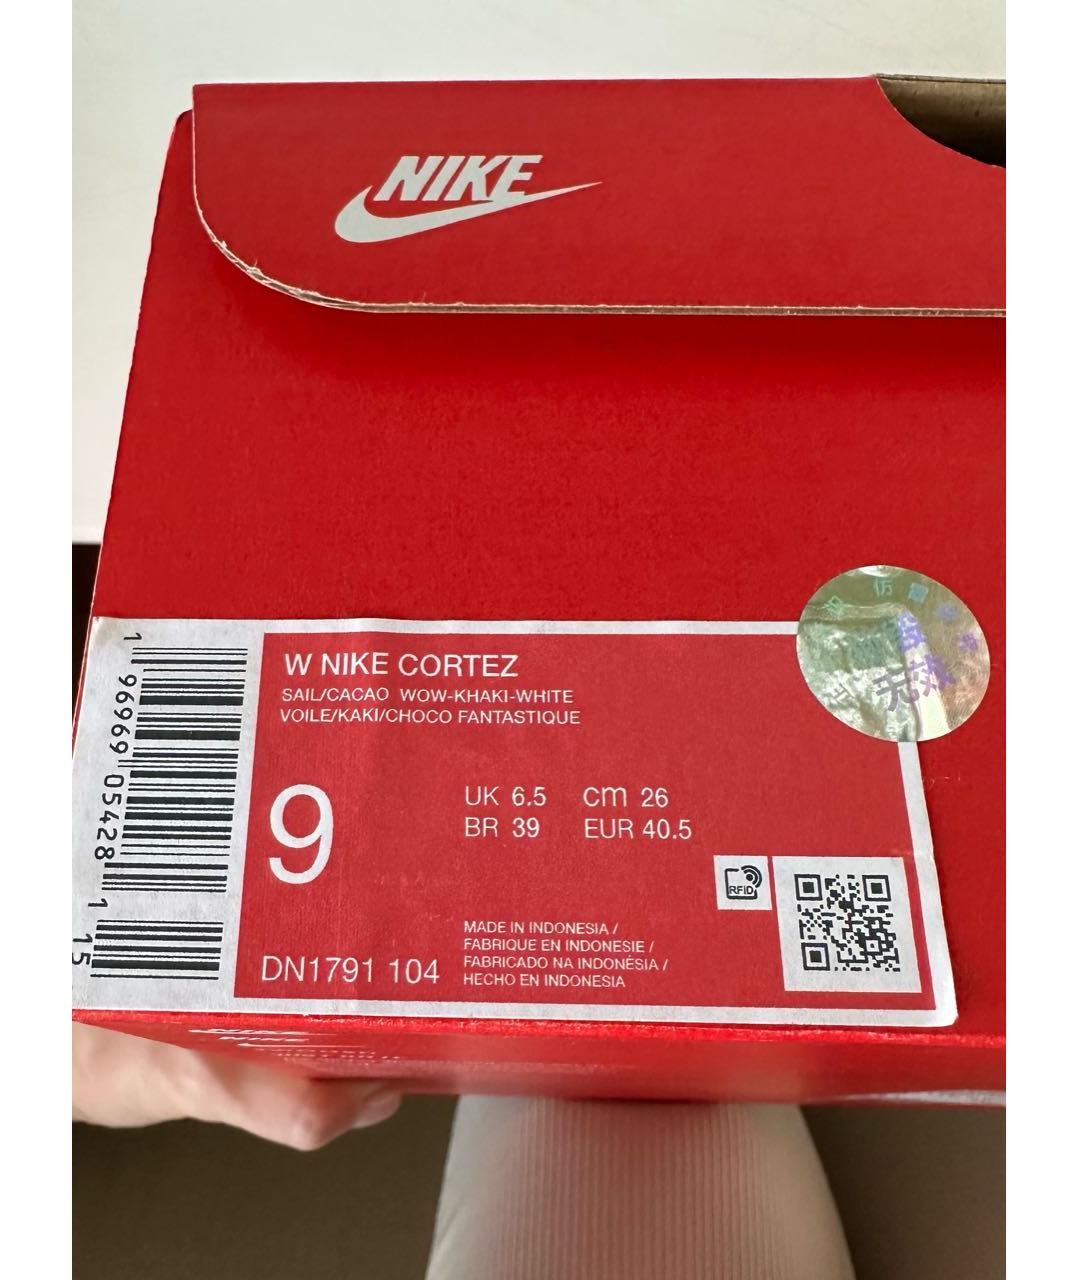 NIKE
W NIKE CORTEZ
SAIL/CACAO WOW-KHAKI-WHITE
VOILE/KAKI/CHOCO FANTASTIQUE
9
UK 6.5 cm 26
BR 39 EUR 40.5
RFID
MADE IN INDONESIA /
FABRIQUE EN INDONESIE /
FABRICADO NA INDONÉSIA /
HECHO EN INDONESIA
DN1791 104
1 96969 05428 1
15
无效
NIKE